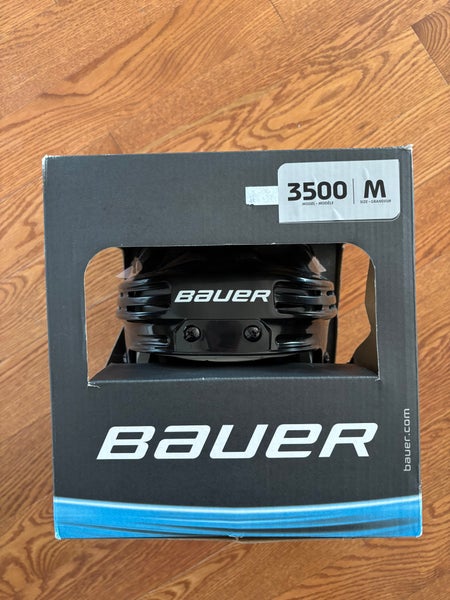 3500 M
MODEL - MODÈLE SIZE - GRANDEUR
BAUER
BAUER
bauer.com